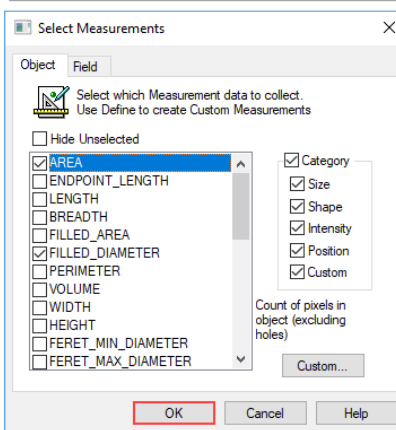 Select Measurements
Object Field
Select which Measurement data to collect.
Use Define to create Custom Measurements
Hide Unselected
AREA
ENDPOINT_LENGTH
LENGTH
BREADTH
FILLED_AREA
FILLED_DIAMETER
PERIMETER
VOLUME
WIDTH
HEIGHT
FERET_MIN_DIAMETER
FERET_MAX_DIAMETER
Category
Size
Shape
Intensity
Position
Custom
Count of pixels in
object (excluding
holes)
Custom...
OK Cancel Help